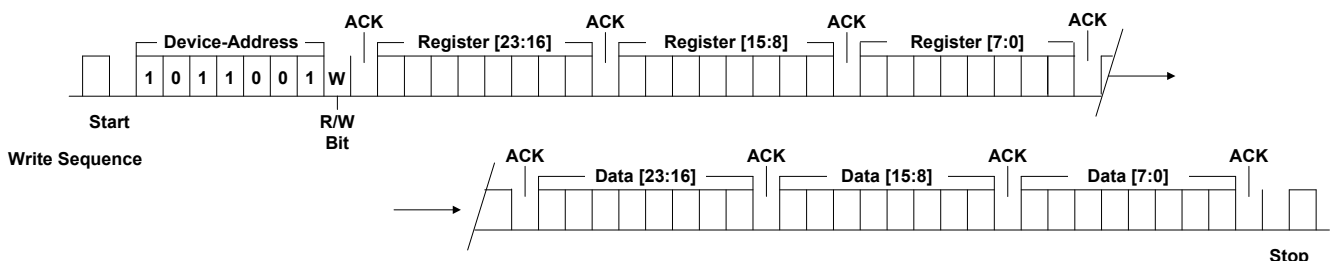 ACK ACK ACK ACK
Device-Address Register [23:16] Register [15:8] Register [7:0]
1 0 1 1 0 0 1 W
Start R/W
Bit
Write Sequence
ACK ACK ACK ACK
Data [23:16] Data [15:8] Data [7:0]
Stop